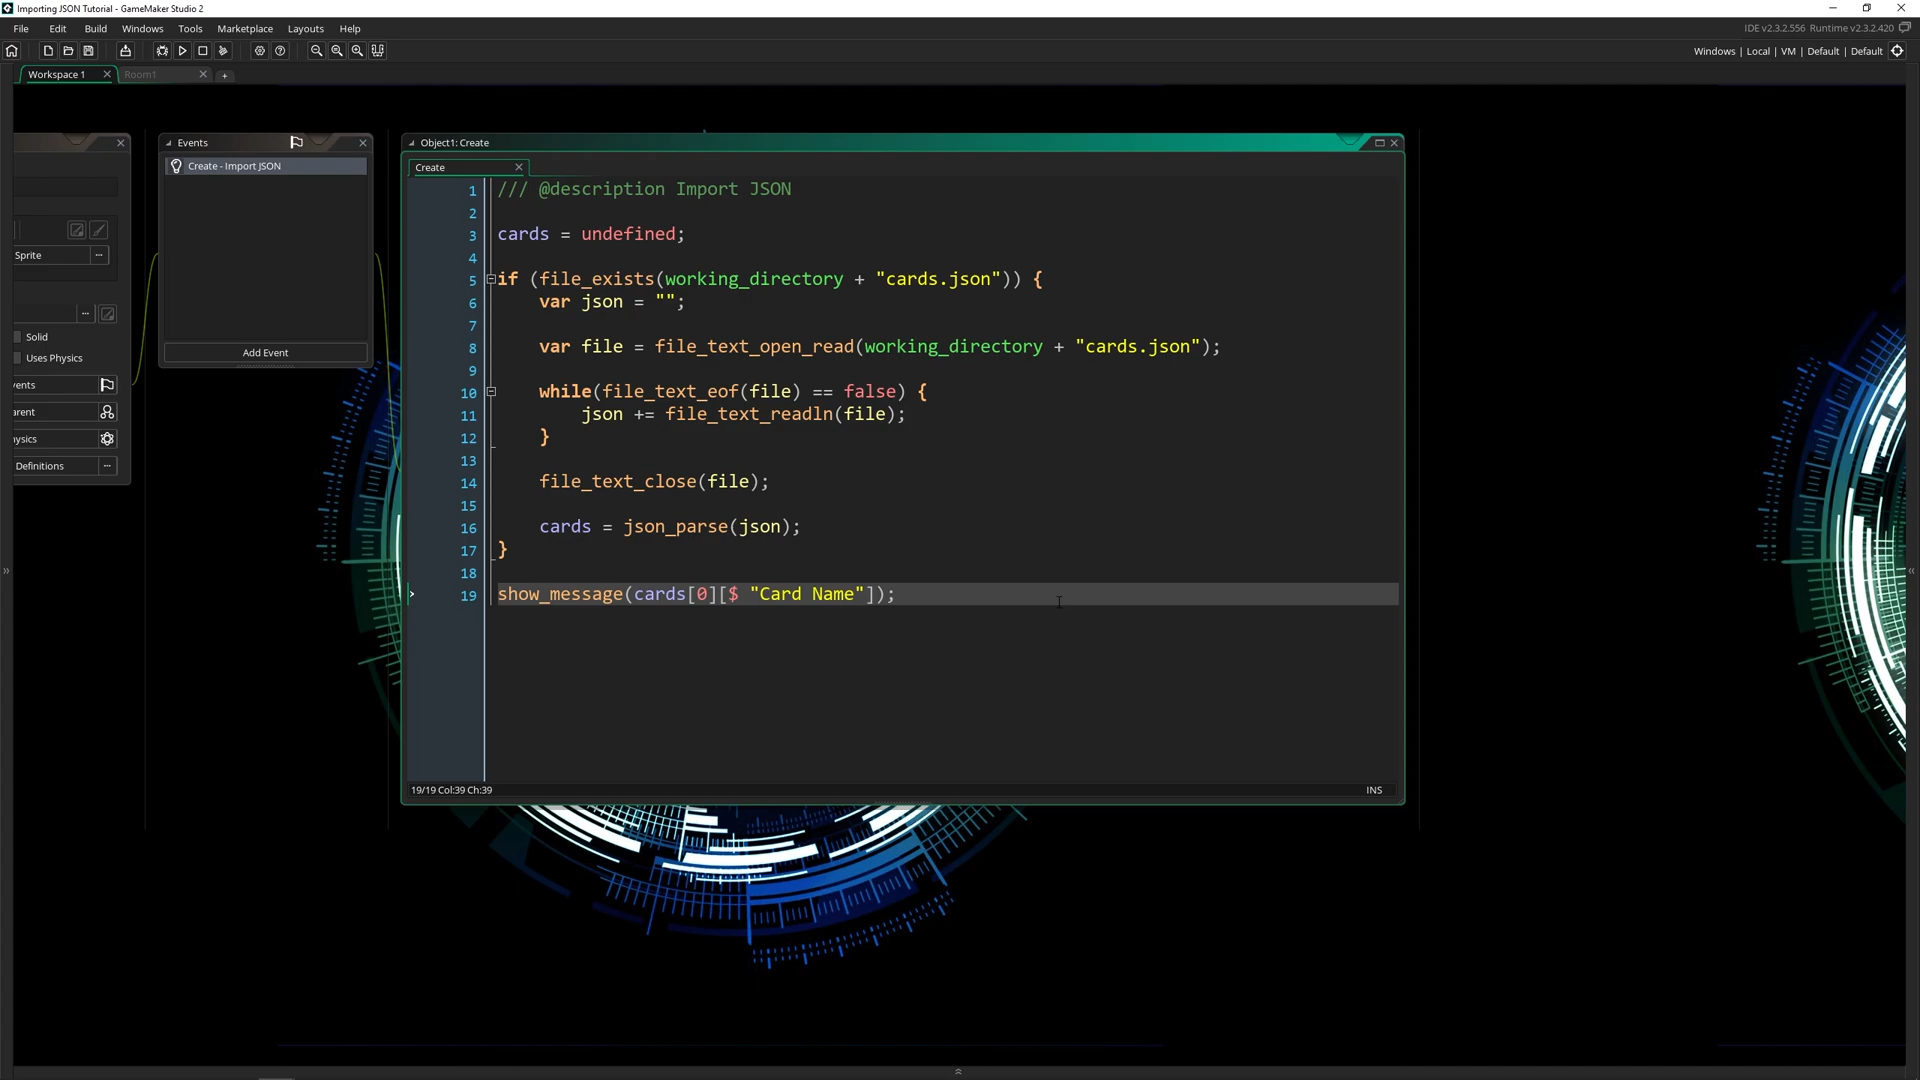 Importing JSON Tutorial - GameMaker Studio 2
File Edit Build Windows Tools Marketplace Layouts Help
IDE v2.3.2.556 Runtime v2.3.2.420
Windows | Local | VM | Default | Default
Workspace 1
Room1
Sprite
Solid
Uses Physics
ents
rent
ysics
Definitions
Events
Create - Import JSON
Add Event
Object1: Create
Create
1 /// @description Import JSON
2
3 cards = undefined;
4
5 if (file_exists(working_directory + "cards.json")) {
6 var json = "";
7
8 var file = file_text_open_read(working_directory + "cards.json");
9
10 while(file_text_eof(file) == false) {
11 json += file_text_readln(file);
12 }
13
14 file_text_close(file);
15
16 cards = json_parse(json);
17 }
18
19 show_message(cards[0][$ "Card Name"]);
19/19 Col:39 Ch:39
INS